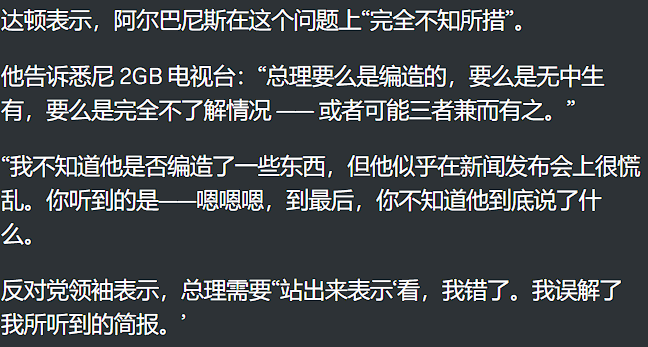 达顿表示，阿尔巴尼斯在这个问题上“完全不知所措”。
他告诉悉尼 2GB 电视台：“总理要么是编造的，要么是无中生
有，要么是完全不了解情况 —— 或者可能三者兼而有之。”
“我不知道他是否编造了一些东西，但他似乎在新闻发布会上很慌
乱。你听到的是——嗯嗯嗯，到最后，你不知道他到底说了什
么。
反对党领袖表示，总理需要“站出来表示‘看，我错了。我误解了
我所听到的简报。’